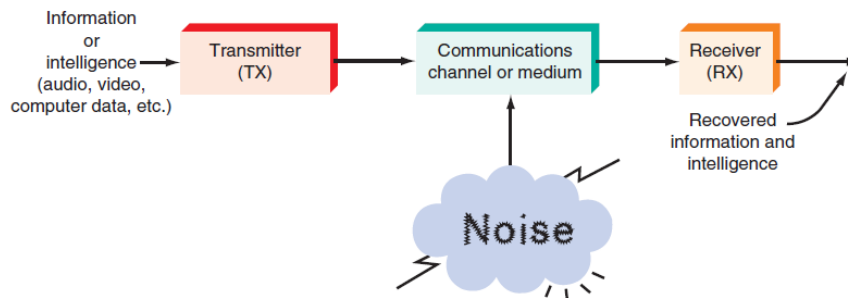 Information
or
intelligence
(audio, video,
computer data, etc.)
Transmitter
(TX)
Communications
channel or medium
Receiver
(RX)
Recovered
information and
intelligence
Noise